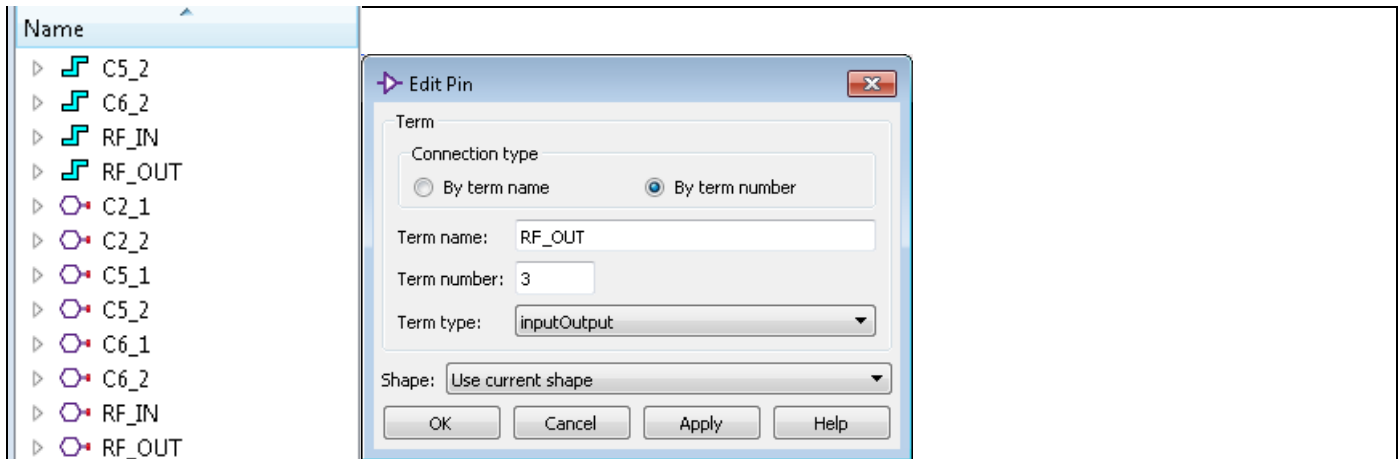 Name
C5_2
C6_2
RF_IN
RF_OUT
C2_1
C2_2
C5_1
C5_2
C6_1
C6_2
RF_IN
RF_OUT
Edit Pin
Term
Connection type
By term name By term number
Term name: RF_OUT
Term number: 3
Term type: inputOutput
Shape: Use current shape
OK Cancel Apply Help